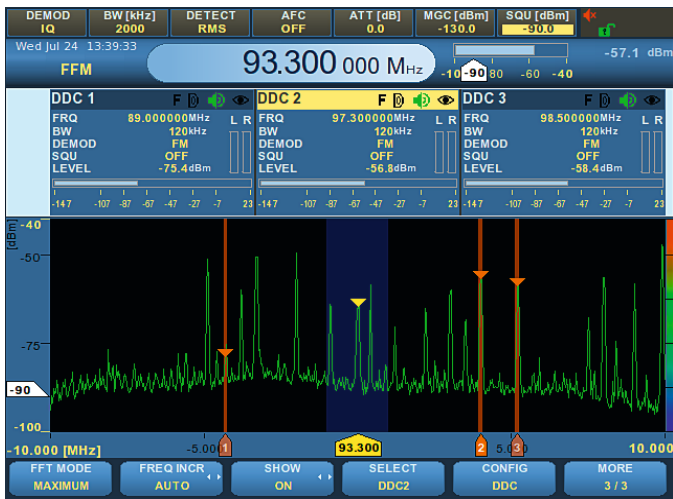 DEMOD BW [kHz] DETECT AFC ATT [dB] MGC [dBm] SQU [dBm]
IQ 2000 RMS OFF 0.0 -130.0 -90.0
Wed Jul 24 13:39:33
FFM 93.300 000 MHz -57.1 dBm
-90 80 -60 -40
DDC 1 F D DDC 2 F D DDC 3 F D
FRQ 89.000000MHz L R FRQ 97.300000MHz L R FRQ 98.500000MHz L R
BW 120kHz BW 120kHz BW 120kHz
DEMOD FM DEMOD FM DEMOD FM
SQU OFF SQU OFF SQU OFF
LEVEL -75.4dBm LEVEL -56.8dBm LEVEL -58.4dBm
-147 -107 -87 -67 -47 -27 -7 23 -147 -107 -87 -67 -47 -27 -7 23 -147 -107 -87 -67 -47 -27 -7 23
[dBm] -40
-50
-75
-90
-100
-10.000 [MHz] 1 93.300 2 3 10.000
FFT MODE FREQ INCR SHOW SELECT CONFIG MORE
MAXIMUM AUTO ON DDC2 DDC 3 / 3